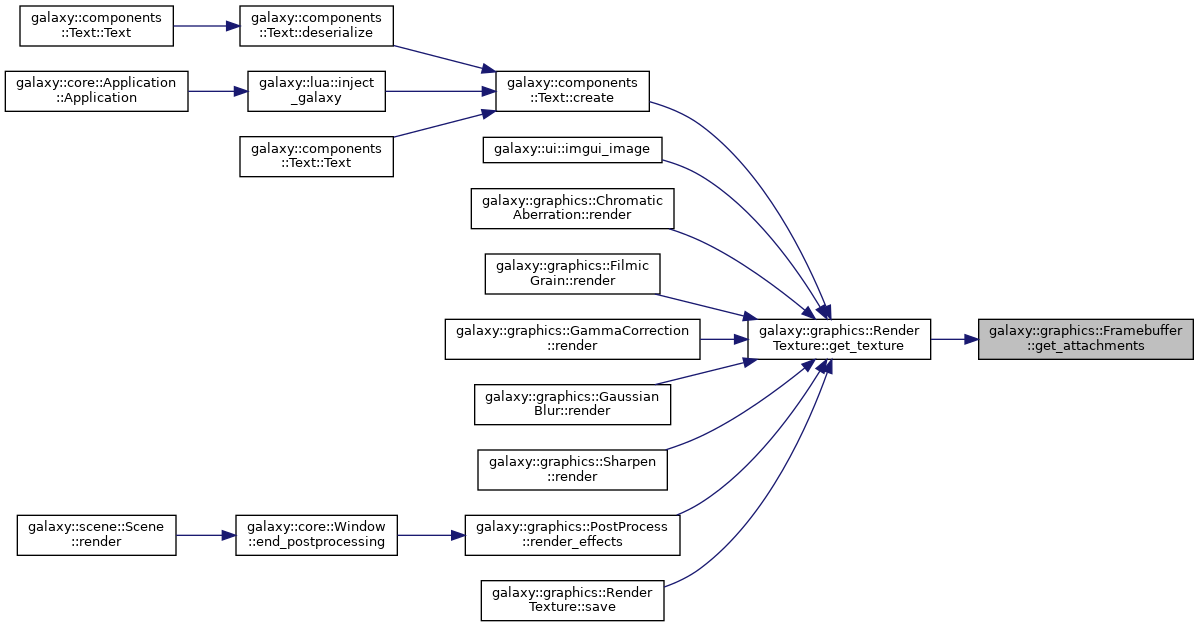 galaxy::components
::Text::Text
galaxy::components
::Text::deserialize
galaxy::core::Application
::Application
galaxy::lua::inject
_galaxy
galaxy::components
::Text::create
galaxy::components
::Text::Text
galaxy::ui::imgui_image
galaxy::graphics::Chromatic
Aberration::render
galaxy::graphics::Filmic
Grain::render
galaxy::graphics::GammaCorrection
::render
galaxy::graphics::Render
Texture::get_texture
galaxy::graphics::Framebuffer
::get_attachments
galaxy::graphics::Gaussian
Blur::render
galaxy::graphics::Sharpen
::render
galaxy::scene::Scene
::render
galaxy::core::Window
::end_postprocessing
galaxy::graphics::PostProcess
::render_effects
galaxy::graphics::Render
Texture::save